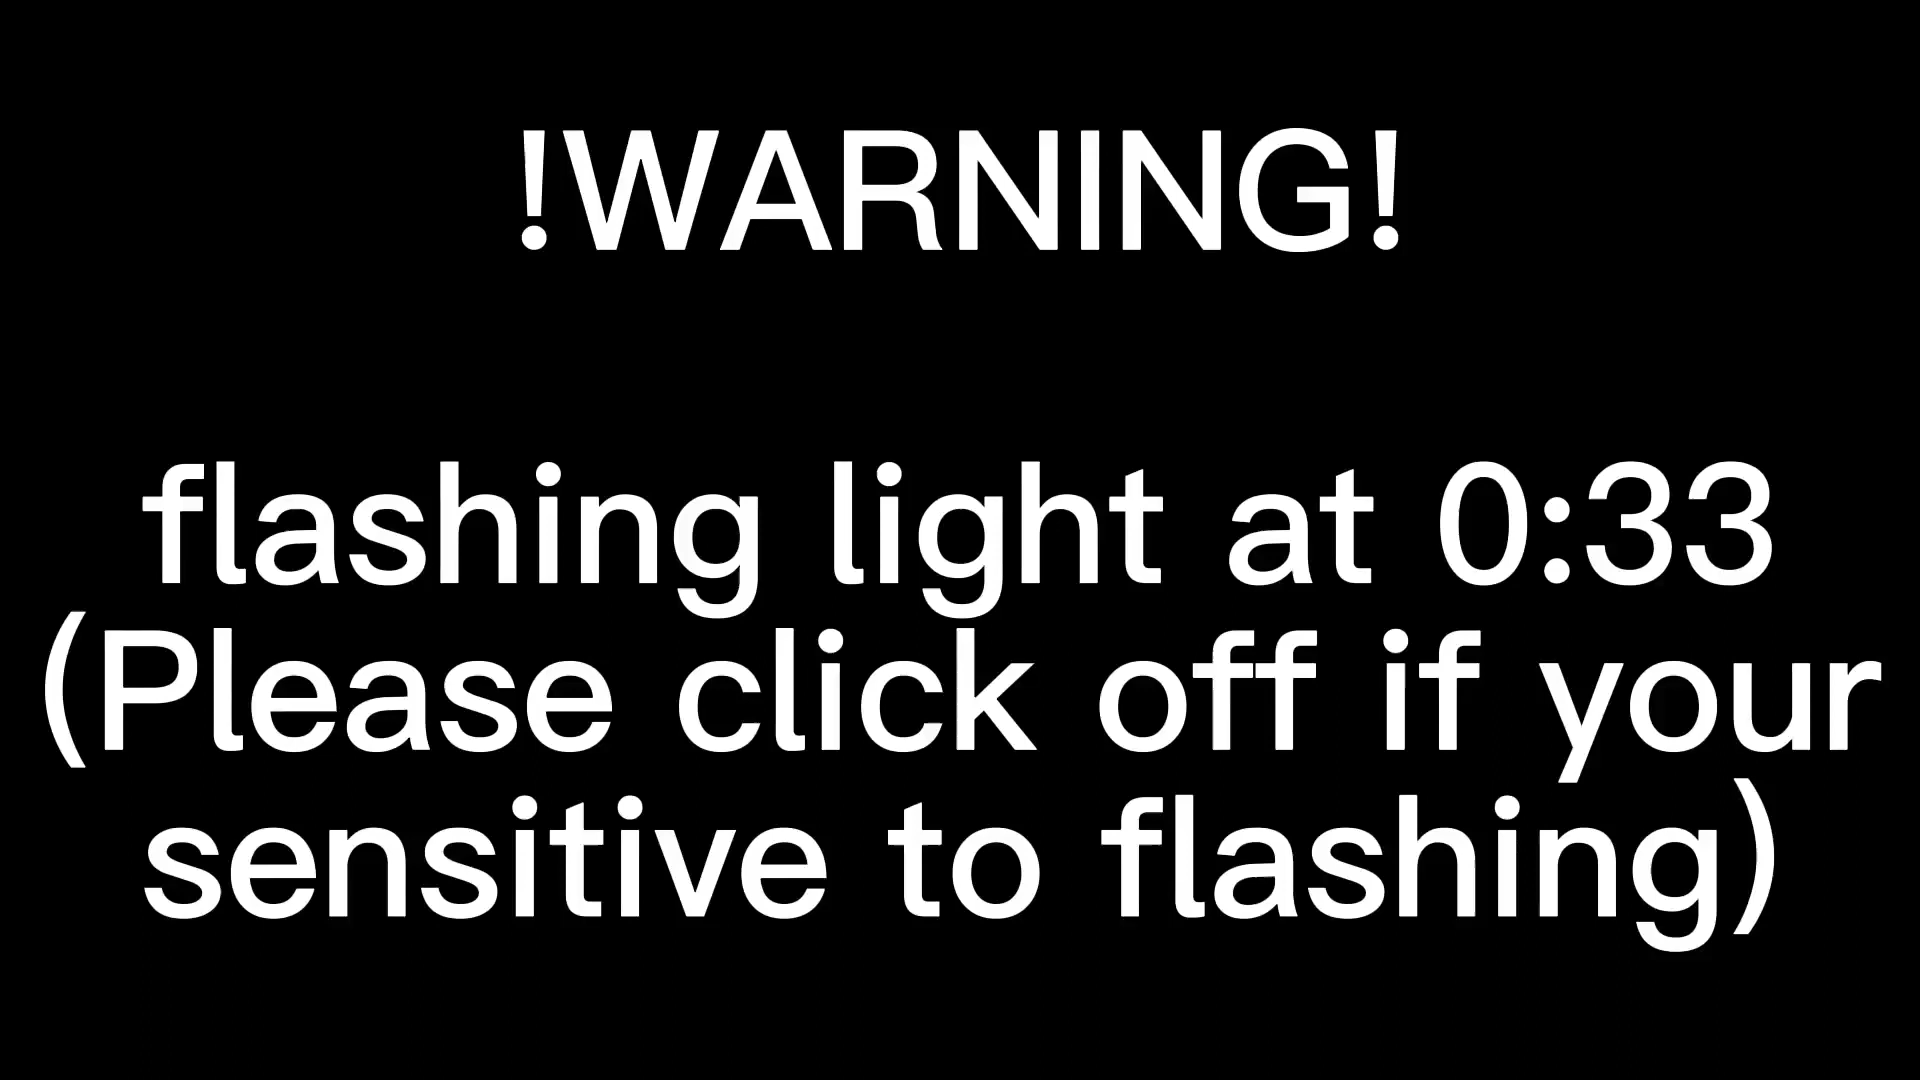 !WARNING!
flashing light at 0:33
(Please click off if your
sensitive to flashing)